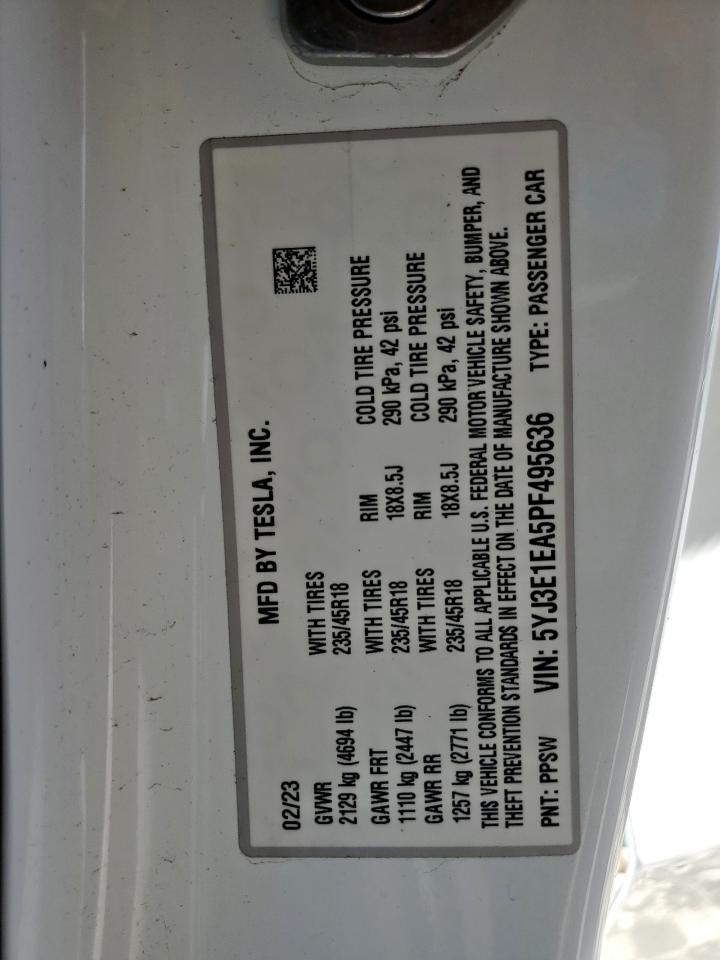 MFD BY TESLA, INC.
02/23
GVWR WITH TIRES
2129 kg (4694 lb) 235/45R18
GAWR FRT WITH TIRES RIM COLD TIRE PRESSURE
1110 kg (2447 lb) 235/45R18 18X8.5J 290 kPa, 42 psi
GAWR RR WITH TIRES RIM COLD TIRE PRESSURE
1257 kg (2771 lb) 235/45R18 18X8.5J 290 kPa, 42 psi
THIS VEHICLE CONFORMS TO ALL APPLICABLE U.S. FEDERAL MOTOR VEHICLE SAFETY, BUMPER, AND
THEFT PREVENTION STANDARDS IN EFFECT ON THE DATE OF MANUFACTURE SHOWN ABOVE.
PNT: PPSW VIN: 5YJ3E1EA5PF495636 TYPE: PASSENGER CAR